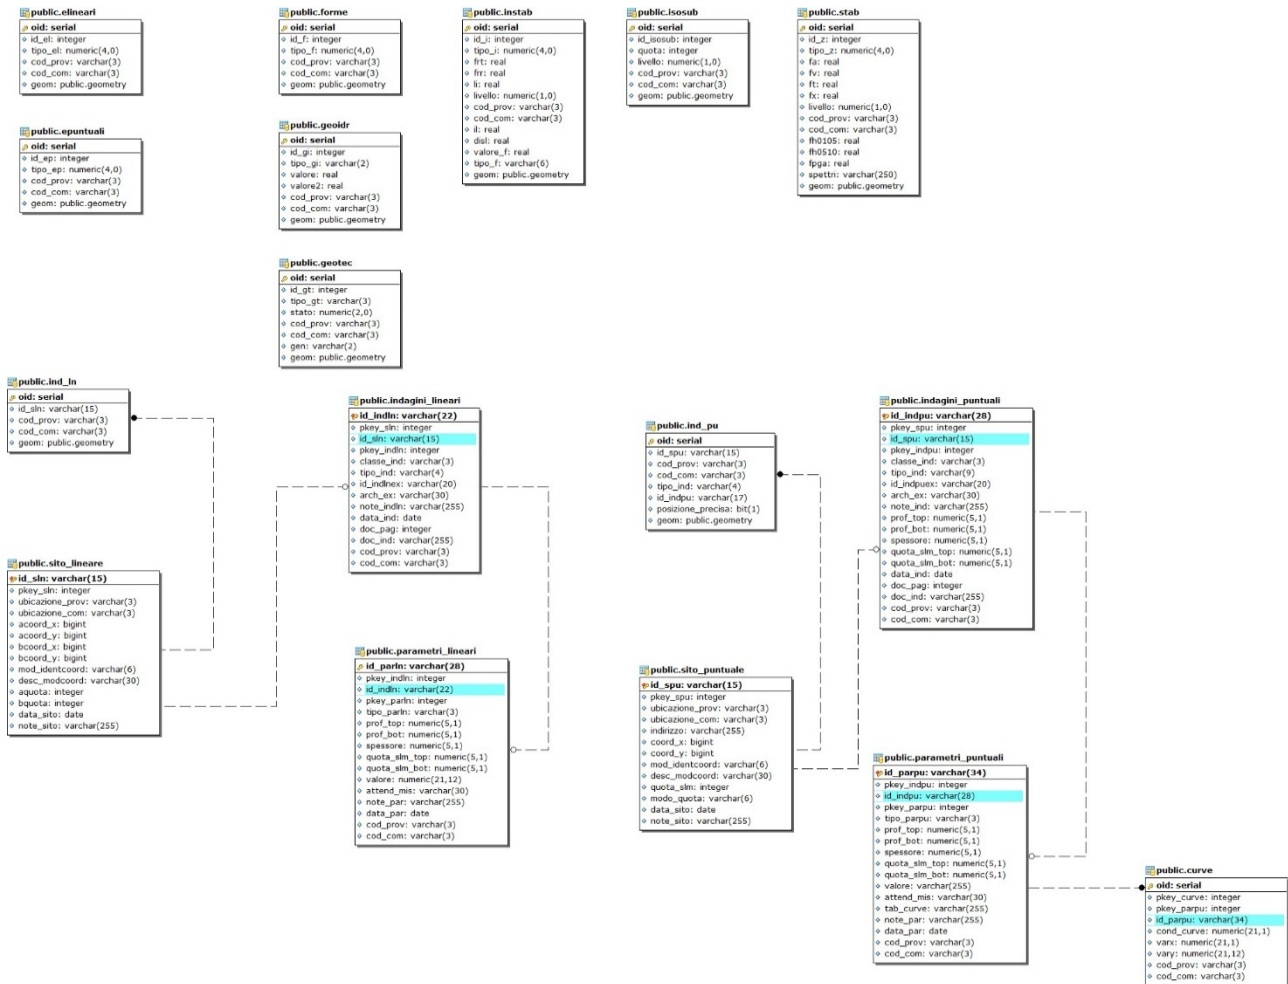 public.elineari
oid: serial
id_el: integer
tipo_el: numeric(4,0)
cod_prov: varchar(3)
cod_com: varchar(3)
geom: public.geometry
public.forme
oid: serial
id_f: integer
tipo_f: numeric(4,0)
cod_prov: varchar(3)
cod_com: varchar(3)
geom: public.geometry
public.instab
oid: serial
id_i: integer
tipo_i: numeric(4,0)
frt: real
frr: real
li: real
livello: numeric(1,0)
cod_prov: varchar(3)
cod_com: varchar(3)
il: real
disl: real
valore_f: real
tipo_f: varchar(6)
geom: public.geometry
public.isosub
oid: serial
id_isosub: integer
quota: integer
livello: numeric(1,0)
cod_prov: varchar(3)
cod_com: varchar(3)
geom: public.geometry
public.stab
oid: serial
id_z: integer
tipo_z: numeric(4,0)
fa: real
fv: real
ft: real
fx: real
livello: numeric(1,0)
cod_prov: varchar(3)
cod_com: varchar(3)
fh0105: real
fh0510: real
fpga: real
spettri: varchar(250)
geom: public.geometry
public.epuntuali
oid: serial
id_ep: integer
tipo_ep: numeric(4,0)
cod_prov: varchar(3)
cod_com: varchar(3)
geom: public.geometry
public.geoidr
oid: serial
id_gi: integer
tipo_gi: varchar(2)
valore: real
valore2: real
cod_prov: varchar(3)
cod_com: varchar(3)
geom: public.geometry
public.geotec
oid: serial
id_gt: integer
tipo_gt: varchar(3)
stato: numeric(2,0)
cod_prov: varchar(3)
cod_com: varchar(3)
gen: varchar(2)
geom: public.geometry
public.ind_ln
oid: serial
id_sln: varchar(15)
cod_prov: varchar(3)
cod_com: varchar(3)
geom: public.geometry
public.indagini_lineari
id_indln: varchar(22)
pkey_sln: integer
id_sln: varchar(15)
pkey_indln: integer
classe_ind: varchar(3)
tipo_ind: varchar(4)
id_indlnex: varchar(20)
arch_ex: varchar(30)
note_indln: varchar(255)
data_ind: date
doc_pag: integer
doc_ind: varchar(255)
cod_prov: varchar(3)
cod_com: varchar(3)
public.ind_pu
oid: serial
id_spu: varchar(15)
cod_prov: varchar(3)
cod_com: varchar(3)
tipo_ind: varchar(4)
id_indpu: varchar(17)
posizione_precisa: bit(1)
geom: public.geometry
public.indagini_puntuali
id_indpu: varchar(28)
pkey_spu: integer
id_spu: varchar(15)
pkey_indpu: integer
classe_ind: varchar(3)
tipo_ind: varchar(9)
id_indpuex: varchar(20)
arch_ex: varchar(30)
note_ind: varchar(255)
prof_top: numeric(5,1)
prof_bot: numeric(5,1)
spessore: numeric(5,1)
quota_slm_top: numeric(5,1)
quota_slm_bot: numeric(5,1)
data_ind: date
doc_pag: integer
doc_ind: varchar(255)
cod_prov: varchar(3)
cod_com: varchar(3)
public.sito_lineare
id_sln: varchar(15)
pkey_sln: integer
ubicazione_prov: varchar(3)
ubicazione_com: varchar(3)
acoord_x: bigint
acoord_y: bigint
bcoord_x: bigint
bcoord_y: bigint
mod_identcoord: varchar(6)
desc_modcoord: varchar(30)
aquota: integer
bquota: integer
data_sito: date
note_sito: varchar(255)
public.parametri_lineari
id_parln: varchar(28)
pkey_indln: integer
id_indln: varchar(22)
pkey_parln: integer
tipo_parln: varchar(3)
prof_top: numeric(5,1)
prof_bot: numeric(5,1)
spessore: numeric(5,1)
quota_slm_top: numeric(5,1)
quota_slm_bot: numeric(5,1)
valore: numeric(21,12)
attend_mis: varchar(30)
note_par: varchar(255)
data_par: date
cod_prov: varchar(3)
cod_com: varchar(3)
public.sito_puntuale
id_spu: varchar(15)
pkey_spu: integer
ubicazione_prov: varchar(3)
ubicazione_com: varchar(3)
indirizzo: varchar(255)
coord_x: bigint
coord_y: bigint
mod_identcoord: varchar(6)
desc_modcoord: varchar(30)
quota_slm: integer
modo_quota: varchar(6)
data_sito: date
note_sito: varchar(255)
public.parametri_puntuali
id_parpu: varchar(34)
pkey_indpu: integer
id_indpu: varchar(28)
pkey_parpu: integer
tipo_parpu: varchar(3)
prof_top: numeric(5,1)
prof_bot: numeric(5,1)
spessore: numeric(5,1)
quota_slm_top: numeric(5,1)
quota_slm_bot: numeric(5,1)
valore: varchar(255)
attend_mis: varchar(30)
tab_curve: varchar(255)
note_par: varchar(255)
data_par: date
cod_prov: varchar(3)
cod_com: varchar(3)
public.curve
oid: serial
pkey_curve: integer
pkey_parpu: integer
id_parpu: varchar(34)
cond_curve: numeric(21,1)
varx: numeric(21,1)
vary: numeric(21,12)
cod_prov: varchar(3)
cod_com: varchar(3)